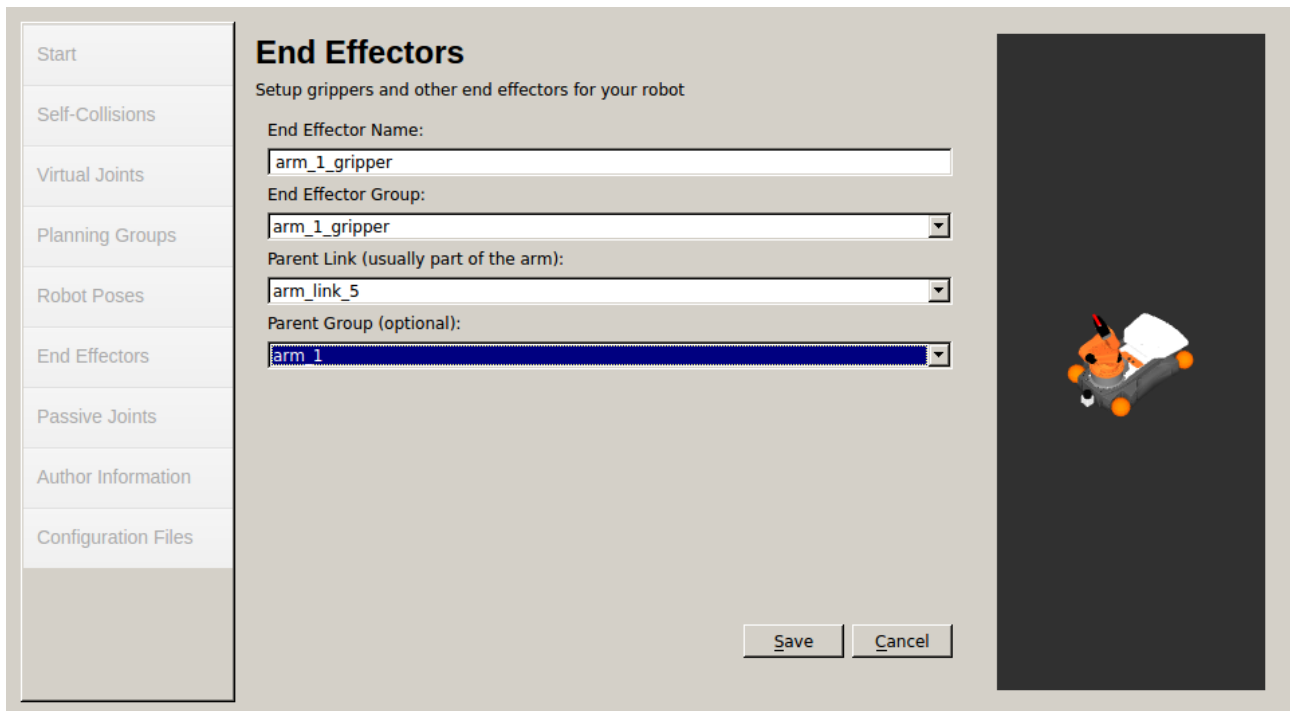 Start
Self-Collisions
Virtual Joints
Planning Groups
Robot Poses
End Effectors
Passive Joints
Author Information
Configuration Files
End Effectors
Setup grippers and other end effectors for your robot
End Effector Name:
arm_1_gripper
End Effector Group:
arm_1_gripper
Parent Link (usually part of the arm):
arm_link_5
Parent Group (optional):
arm_1
Save
Cancel